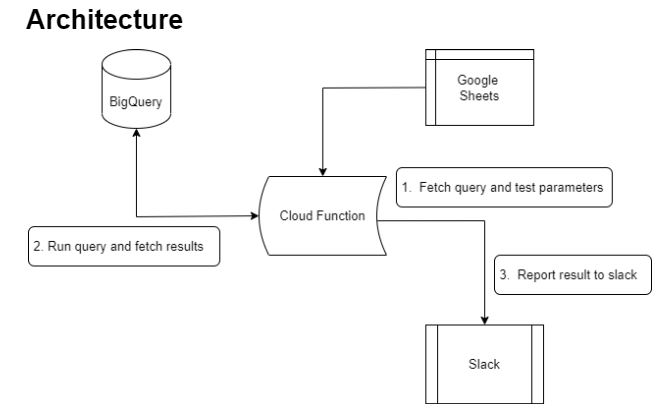 Architecture
BigQuery
Google
Sheets
1. Fetch query and test parameters
Cloud Function
2. Run query and fetch results
3. Report result to slack
Slack